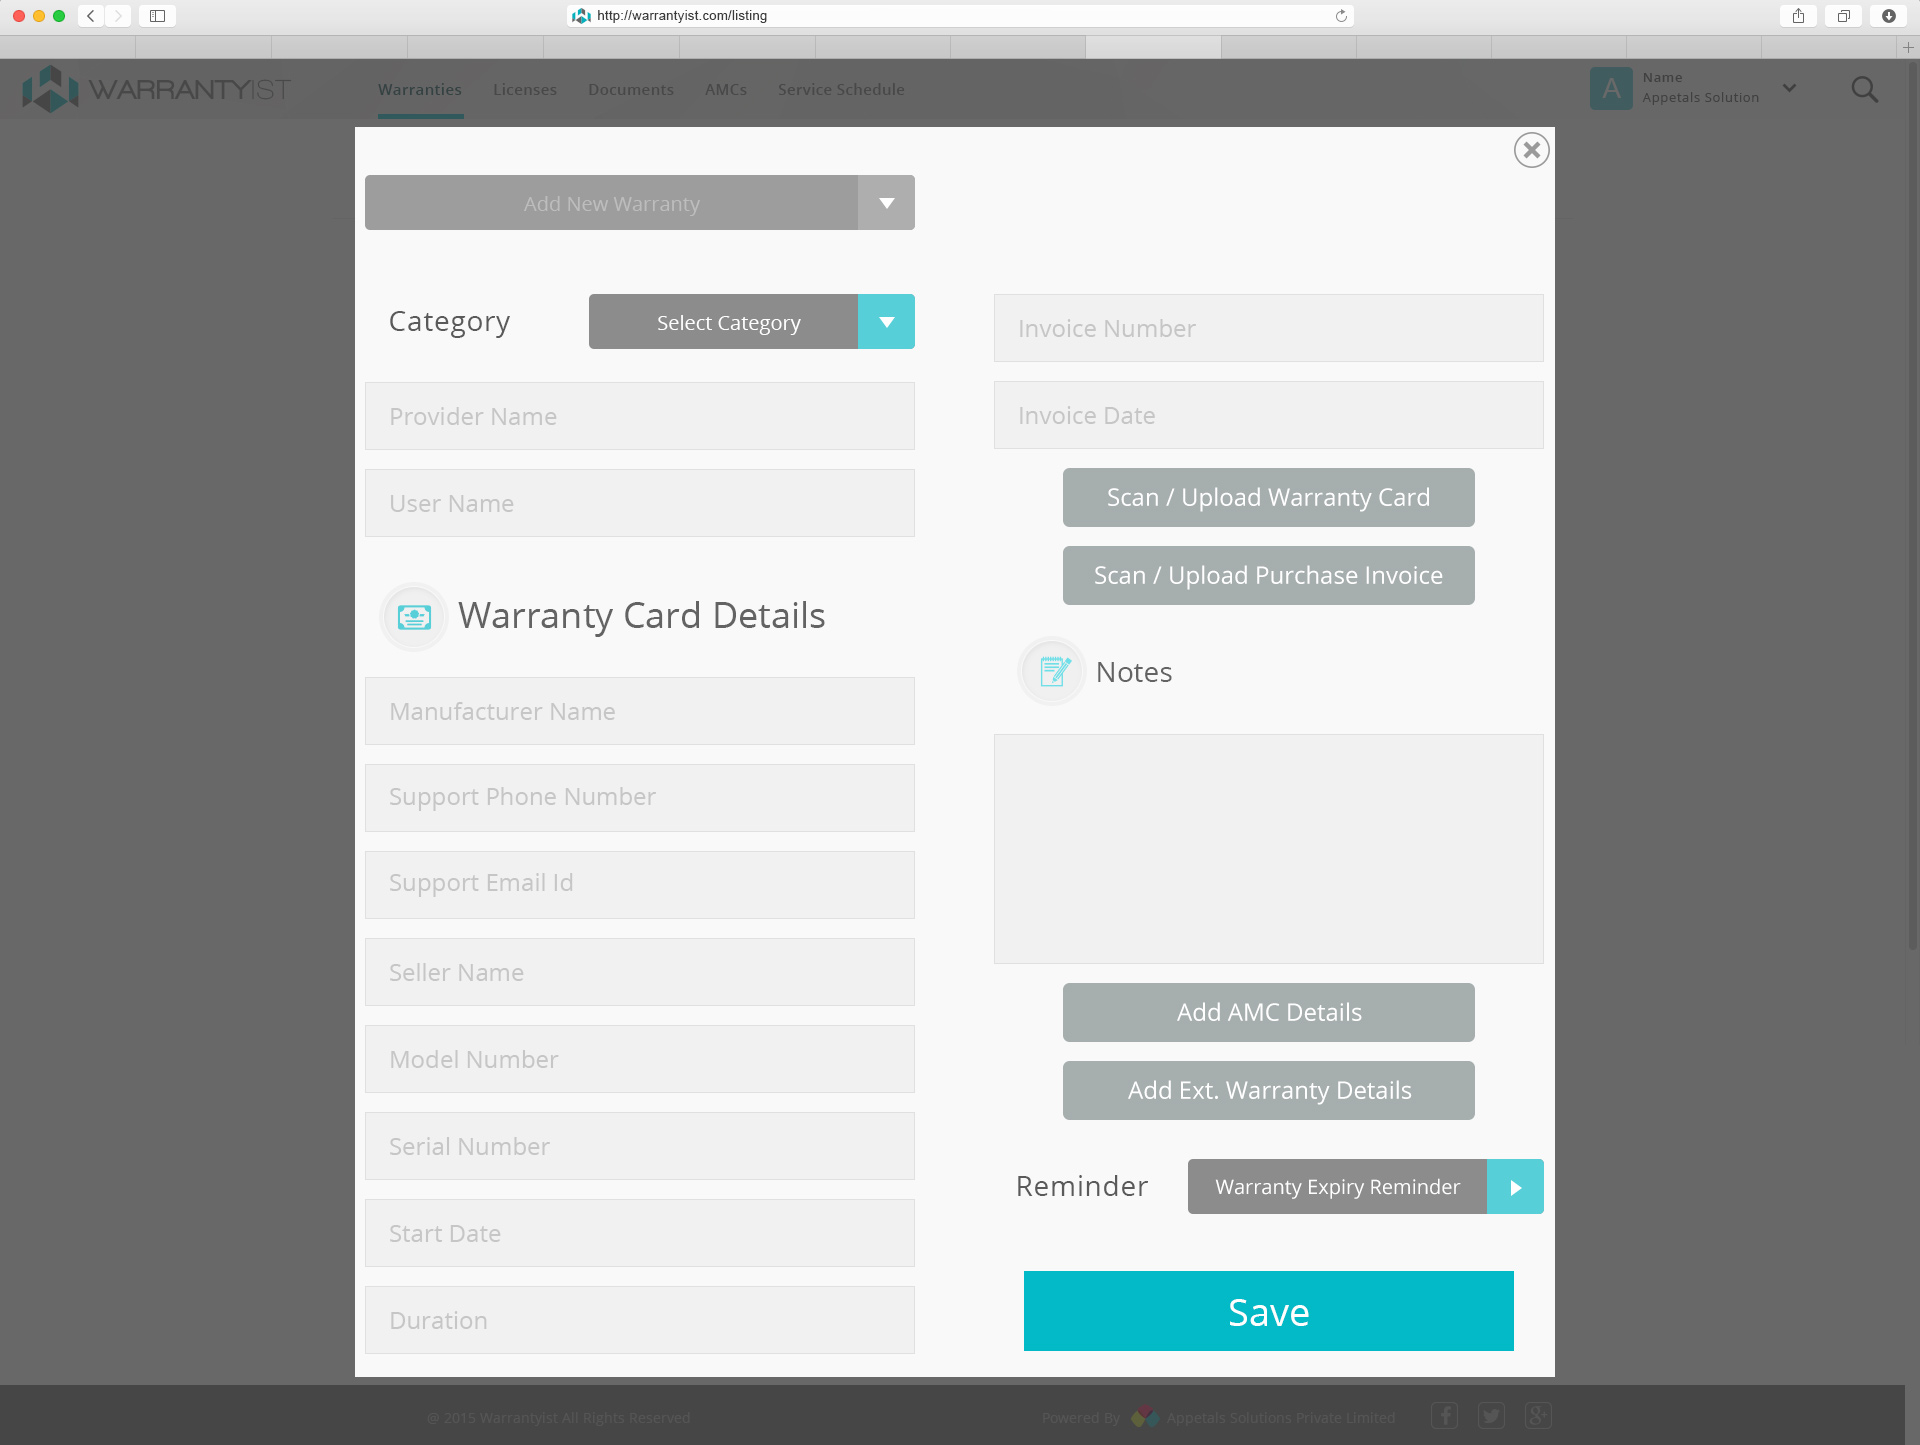 http://warrantyist.com/listing
WARRANTYIST
Warranties
Licenses
Documents
AMCs
Service Schedule
A
Name
Appetals Solution
Add New Warranty
Category
Select Category
Provider Name
User Name
Warranty Card Details
Manufacturer Name
Support Phone Number
Support Email Id
Seller Name
Model Number
Serial Number
Start Date
Duration
Invoice Number
Invoice Date
Scan / Upload Warranty Card
Scan / Upload Purchase Invoice
Notes
Add AMC Details
Add Ext. Warranty Details
Reminder
Warranty Expiry Reminder
Save
@ 2015 Warrantyist All Rights Reserved
Powered By
Appetals Solutions Private Limited